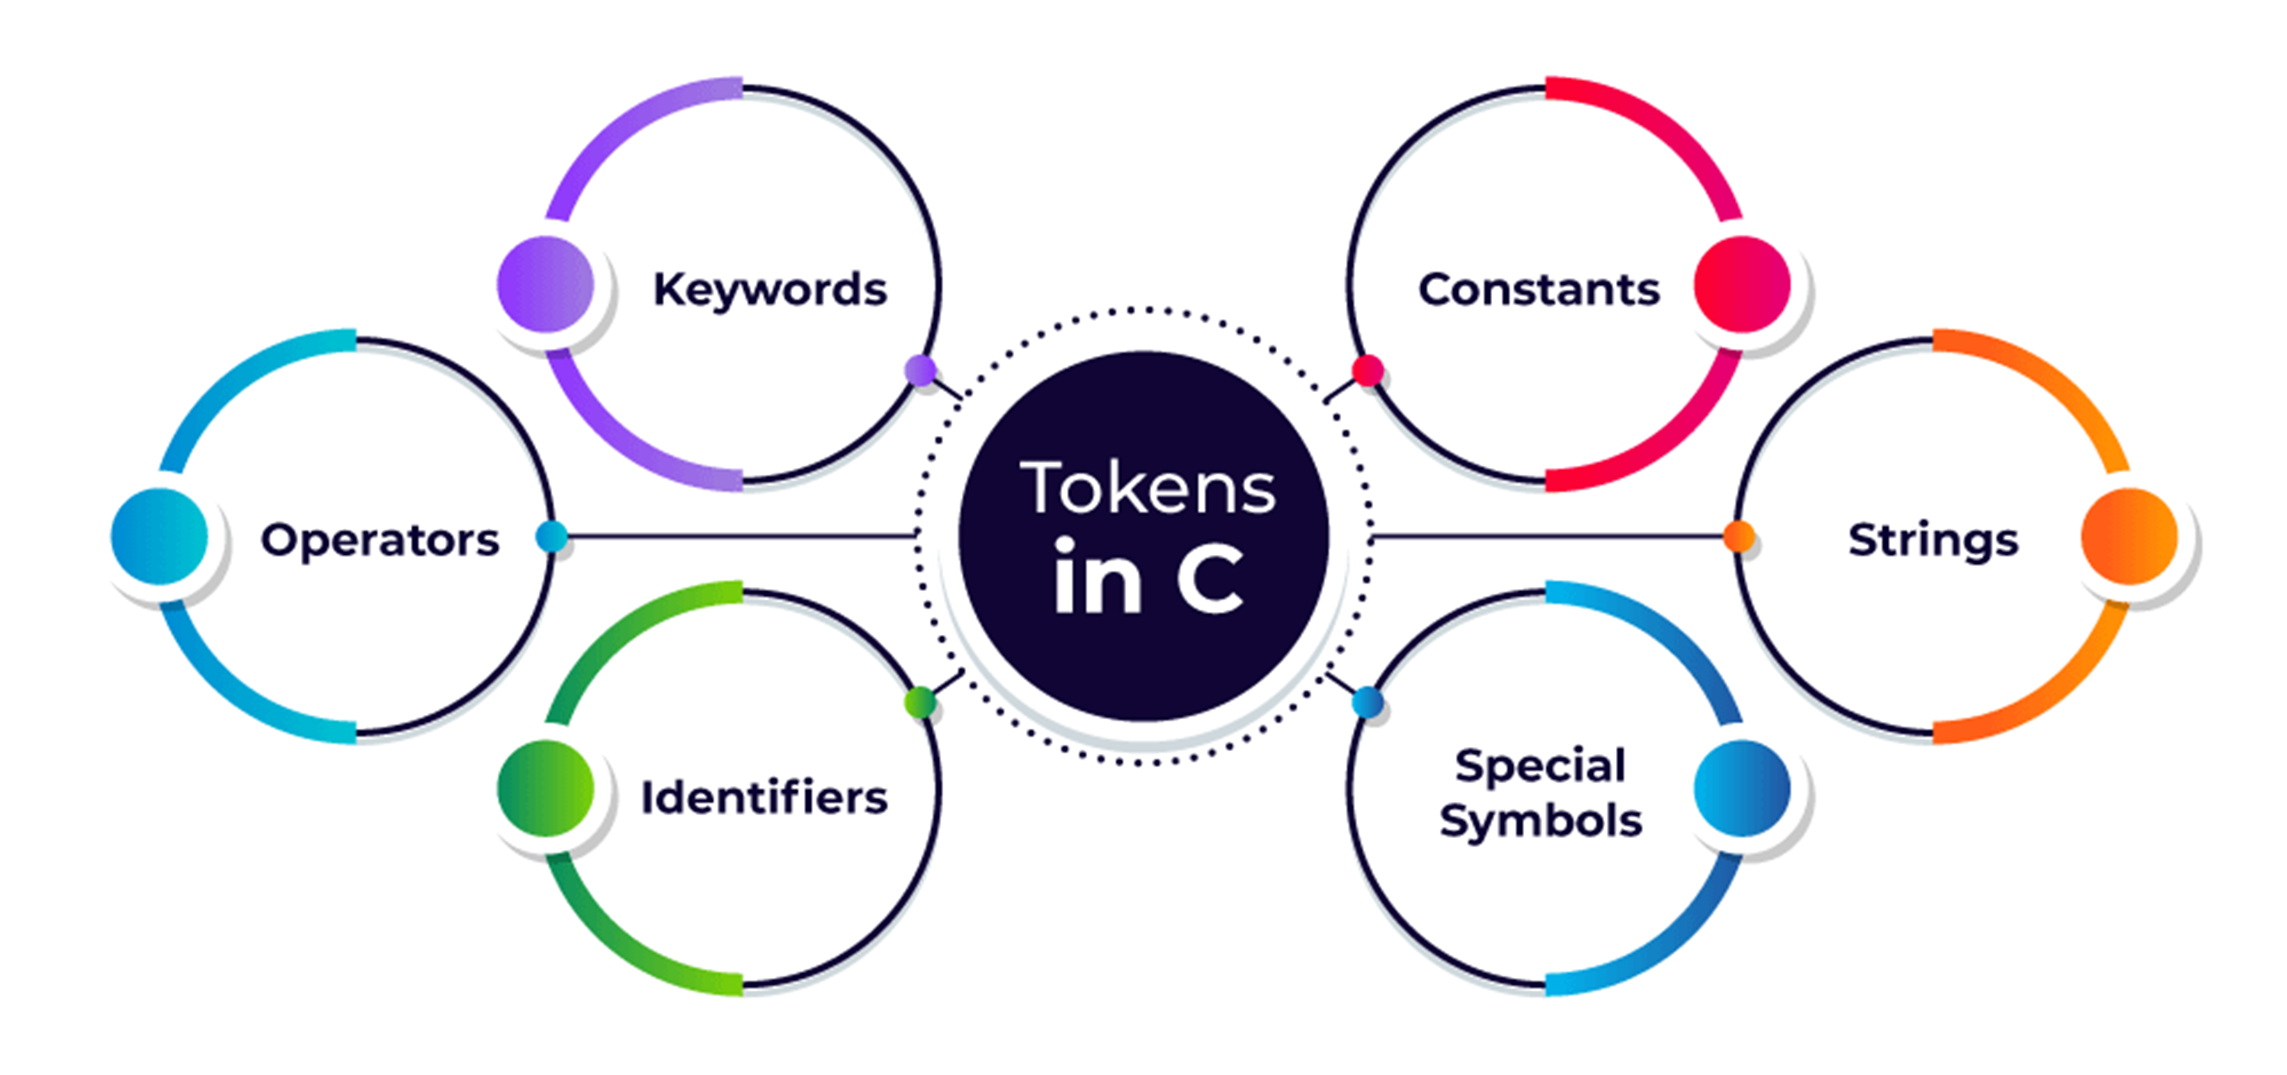 Keywords
Constants
Operators
Tokens
in C
Strings
Identifiers
Special
Symbols